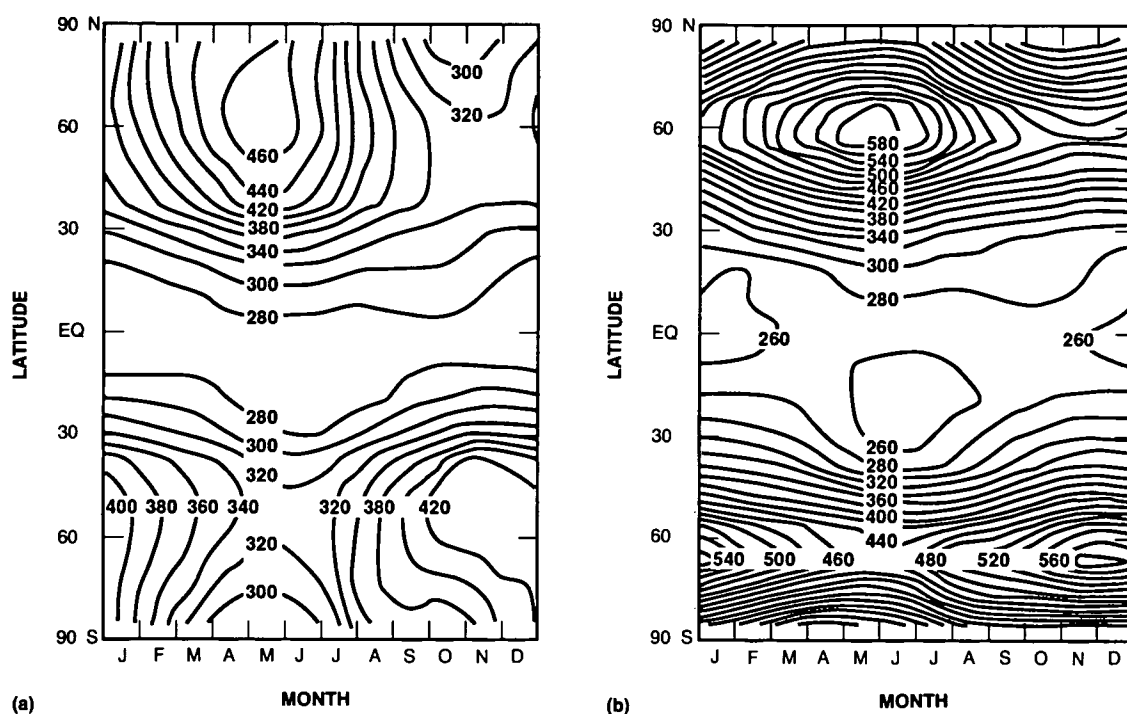 90 N
60
30
EQ
30
60
90 S
LATITUDE
300
320
460
440
420
380
340
300
280
280
300
320
400 380 360 340 320 380 420
320
300
J F M A M J J A S O N D
MONTH
(a)
90 N
60
30
EQ
30
60
90 S
LATITUDE
580
540
500
460
420
380
340
300
280
260 260
260
280
320
360
400
440
540 500 460 480 520 560
J F M A M J J A S O N D
MONTH
(b)